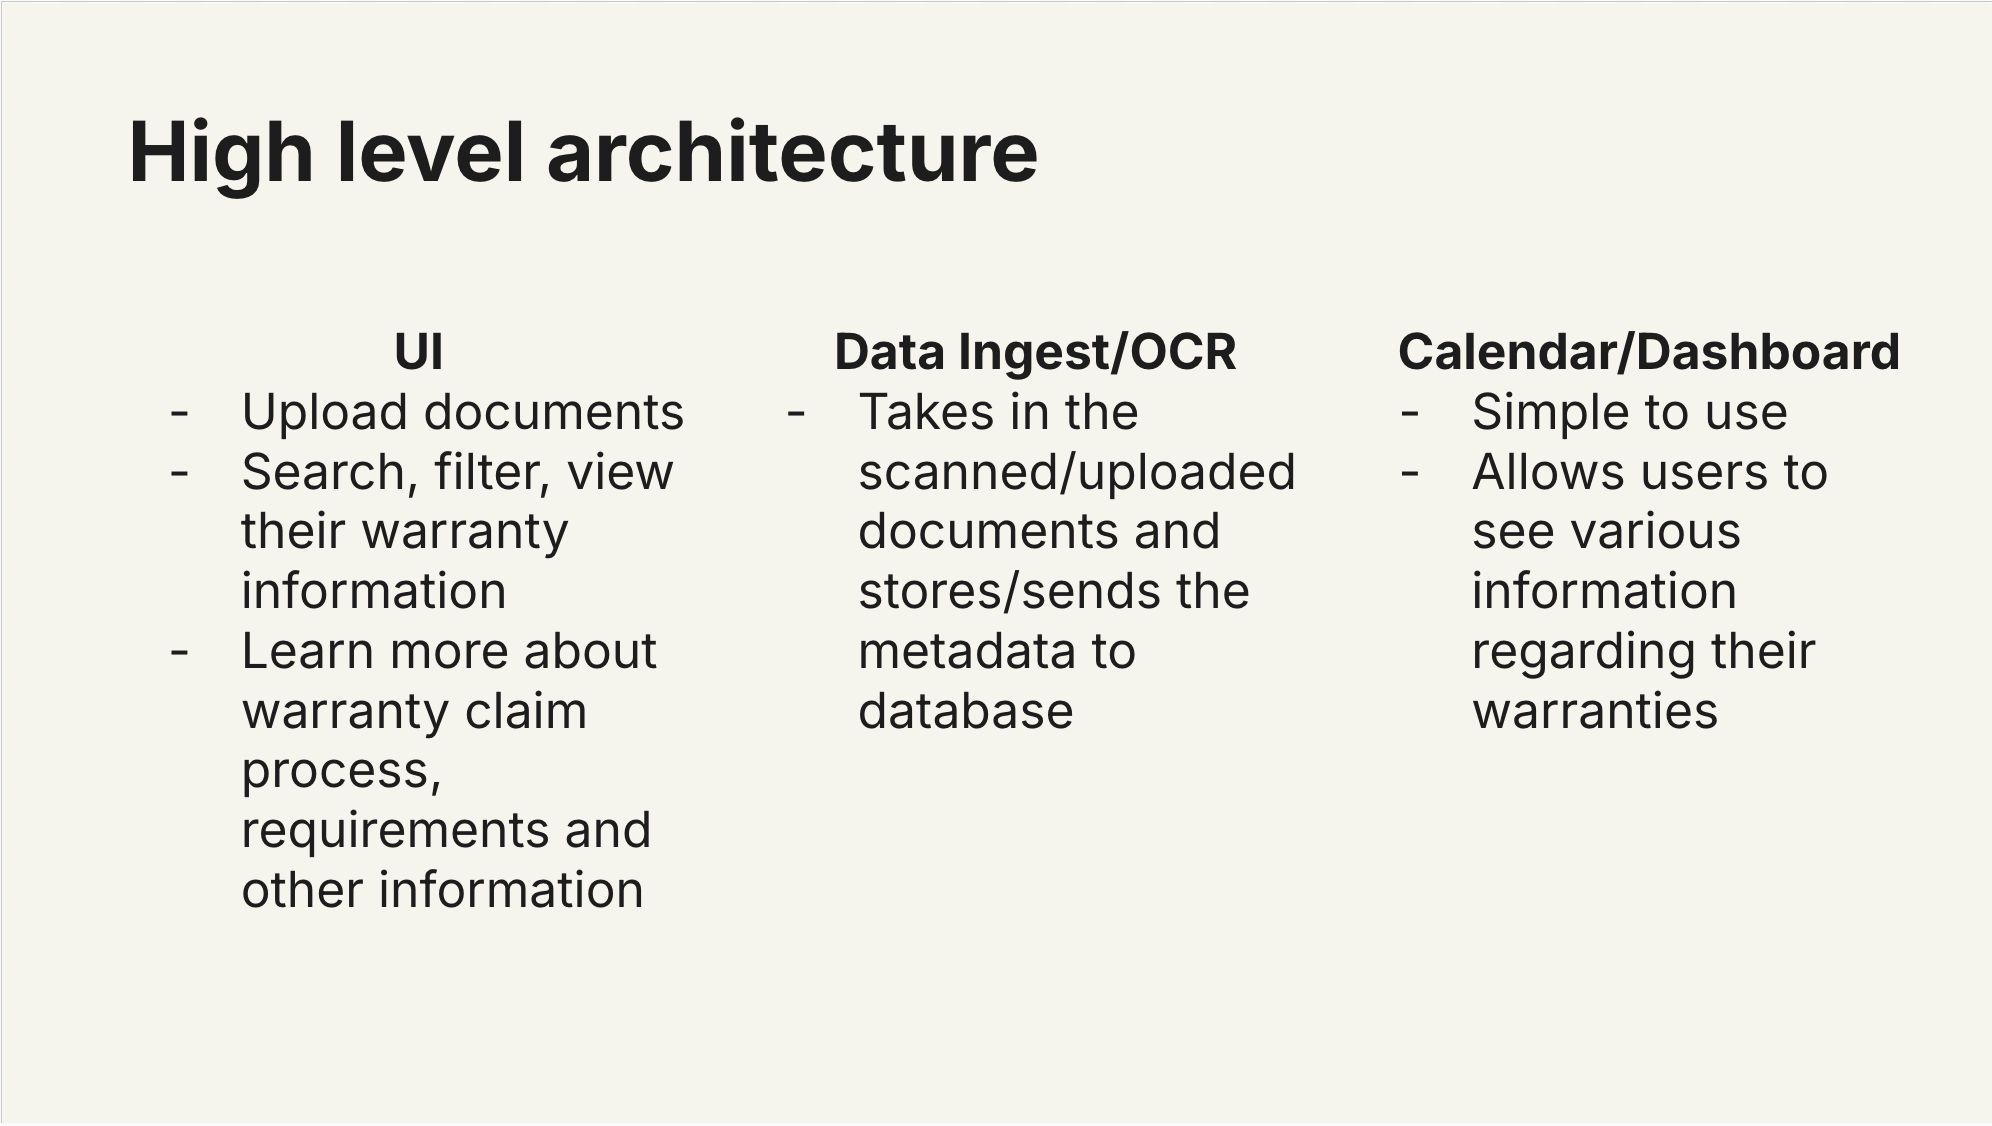 High level architecture
UI
- Upload documents
- Search, filter, view
their warranty
information
- Learn more about
warranty claim
process,
requirements and
other information
Data Ingest/OCR
- Takes in the
scanned/uploaded
documents and
stores/sends the
metadata to
database
Calendar/Dashboard
- Simple to use
- Allows users to
see various
information
regarding their
warranties